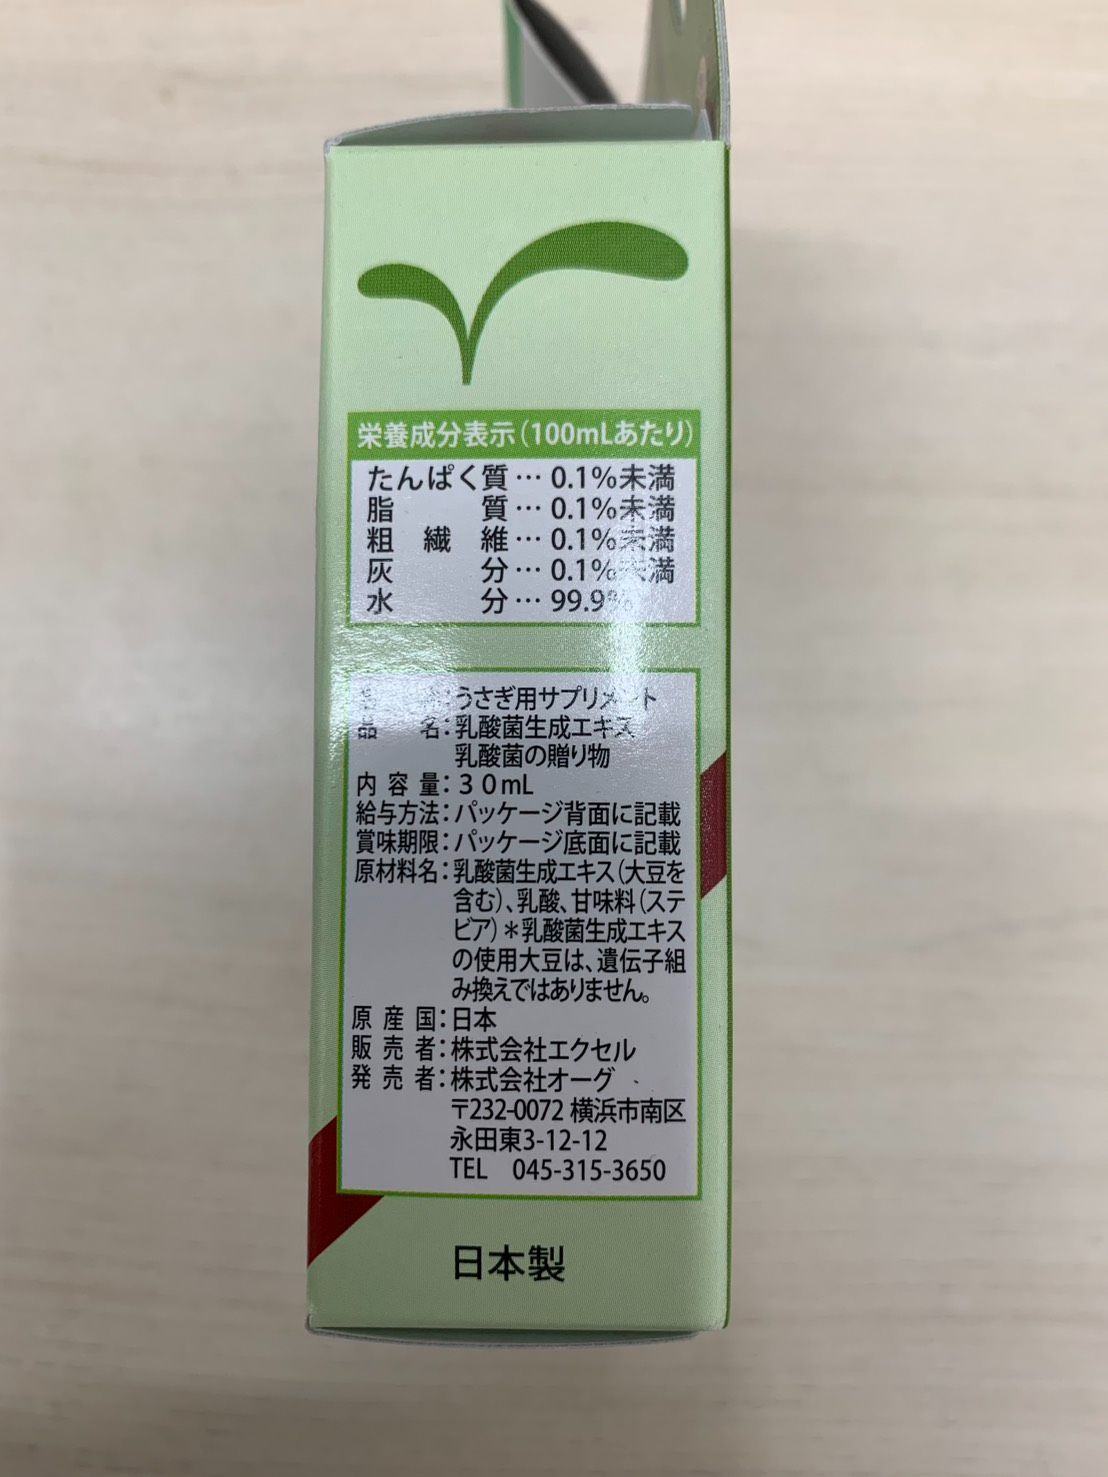 栄養成分表示(100mLあたり)
たんぱく質…0.1%未満
脂質…0.1%未満
粗繊維…0.1%未満
灰分…0.1%未満
水分…99.9%
:うさぎ用サプリメント
品名:乳酸菌生成エキス
乳酸菌の贈り物
内容量:30mL
給与方法:パッケージ背面に記載
賞味期限:パッケージ底面に記載
原材料名:乳酸菌生成エキス(大豆を
含む)、乳酸、甘味料(ステ
ビア)*乳酸菌生成エキス
の使用大豆は、遺伝子組
み換えではありません。
原産国:日本
販売者:株式会社エクセル
発売者:株式会社オーグ
〒232-0072 横浜市南区
永田東3-12-12
TEL 045-315-3650
日本製